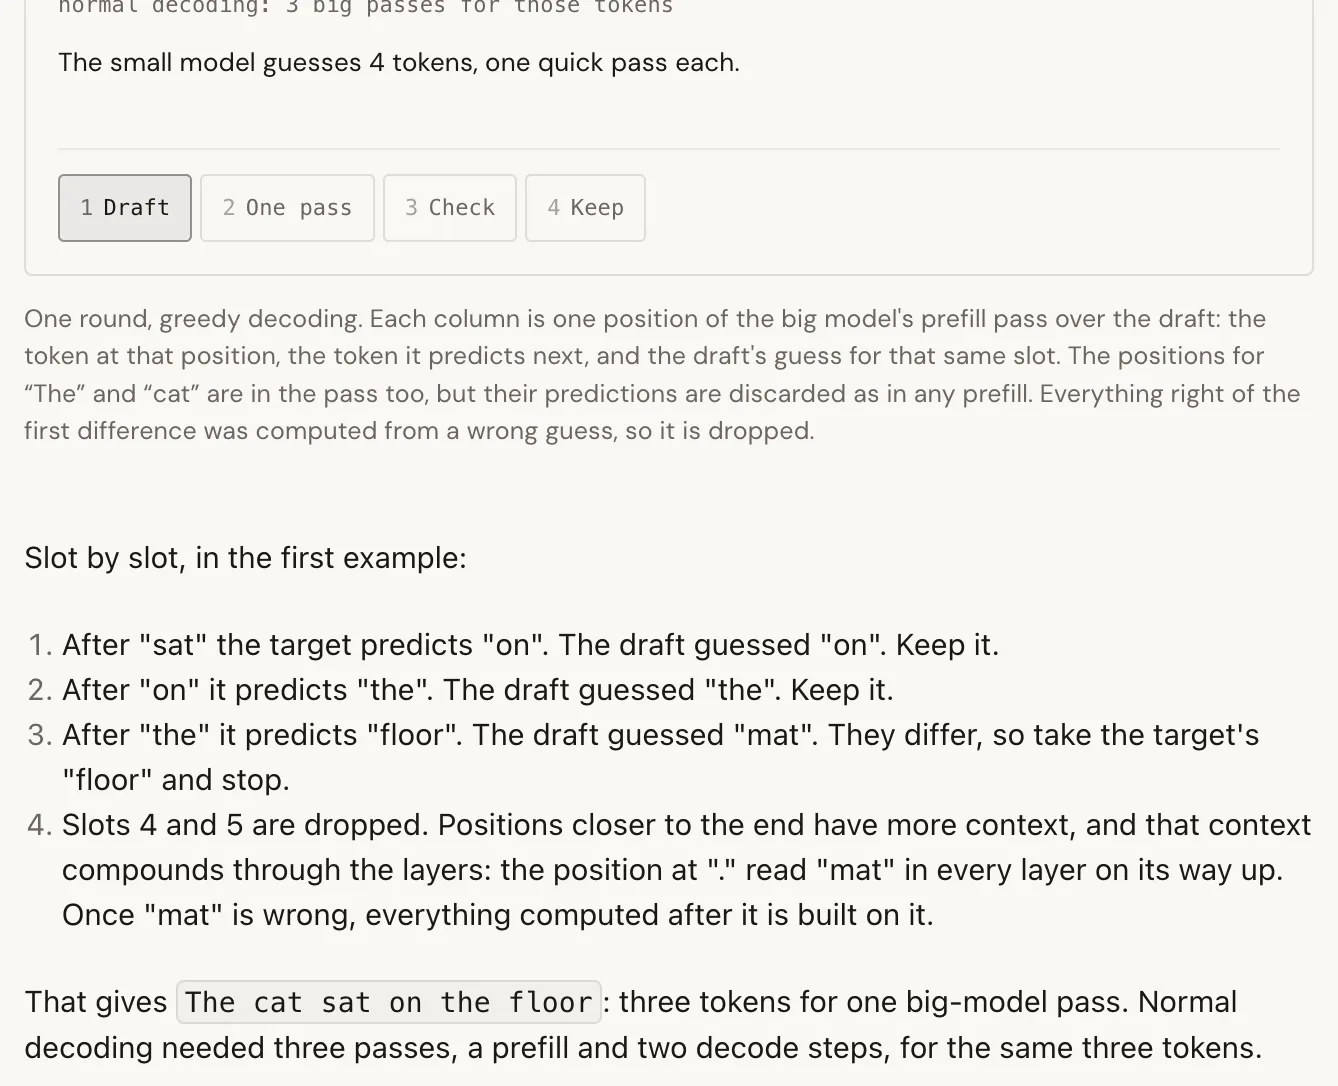 normal decoding: 3 big passes for those tokens
The small model guesses 4 tokens, one quick pass each.
1 Draft
2 One pass
3 Check
4 Keep
One round, greedy decoding. Each column is one position of the big model's prefill pass over the draft: the
token at that position, the token it predicts next, and the draft's guess for that same slot. The positions for
“The” and “cat” are in the pass too, but their predictions are discarded as in any prefill. Everything right of the
first difference was computed from a wrong guess, so it is dropped.
Slot by slot, in the first example:
1. After "sat" the target predicts "on". The draft guessed "on". Keep it.
2. After "on" it predicts "the". The draft guessed "the". Keep it.
3. After "the" it predicts "floor". The draft guessed "mat". They differ, so take the target's
"floor" and stop.
4. Slots 4 and 5 are dropped. Positions closer to the end have more context, and that context
compounds through the layers: the position at "." read "mat" in every layer on its way up.
Once "mat" is wrong, everything computed after it is built on it.
That gives The cat sat on the floor: three tokens for one big-model pass. Normal
decoding needed three passes, a prefill and two decode steps, for the same three tokens.